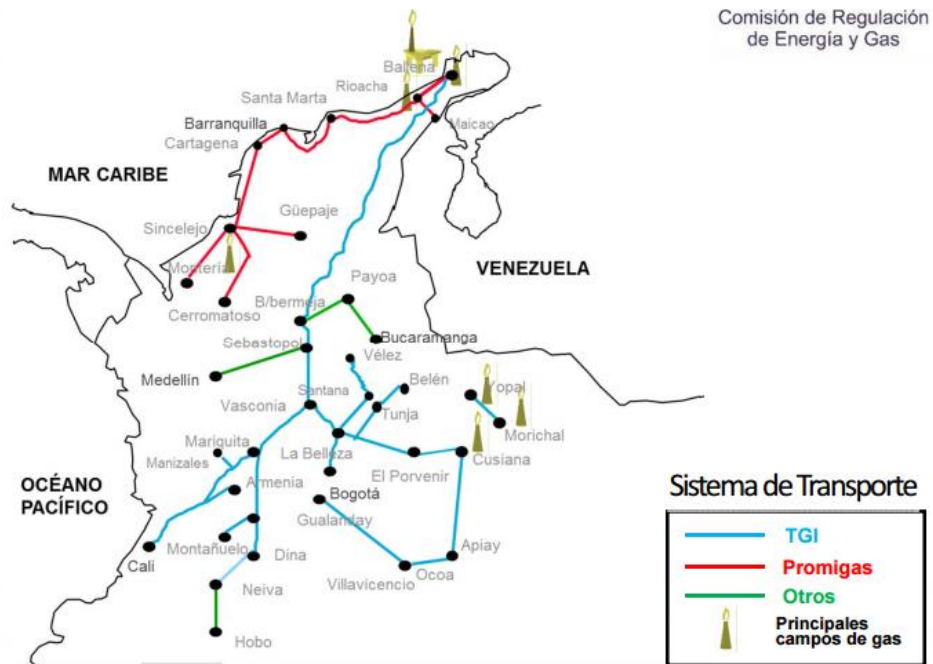 Comisión de Regulación
de Energía y Gas
Ballena
Rioacha
Santa Marta
Maicao
Barranquilla
Cartagena
MAR CARIBE
Güepaje
Sincelejo
VENEZUELA
Montería
Payoa
B/bermeja
Cerromatoso
Bucaramanga
Sebastopol
Vélez
Medellín
Belén
Yopal
Santana
Vasconia
Tunja
Morichal
Mariquita
La Belleza
Cusiana
Manizales
El Porvenir
OCÉANO
PACÍFICO
Armenia
Bogotá
Sistema de Transporte
Gualanday
TGI
Montañuelo
Dina
Apiay
Cali
Ocoa
Promigas
Villavicencio
Neiva
Otros
Principales
campos de gas
Hobo